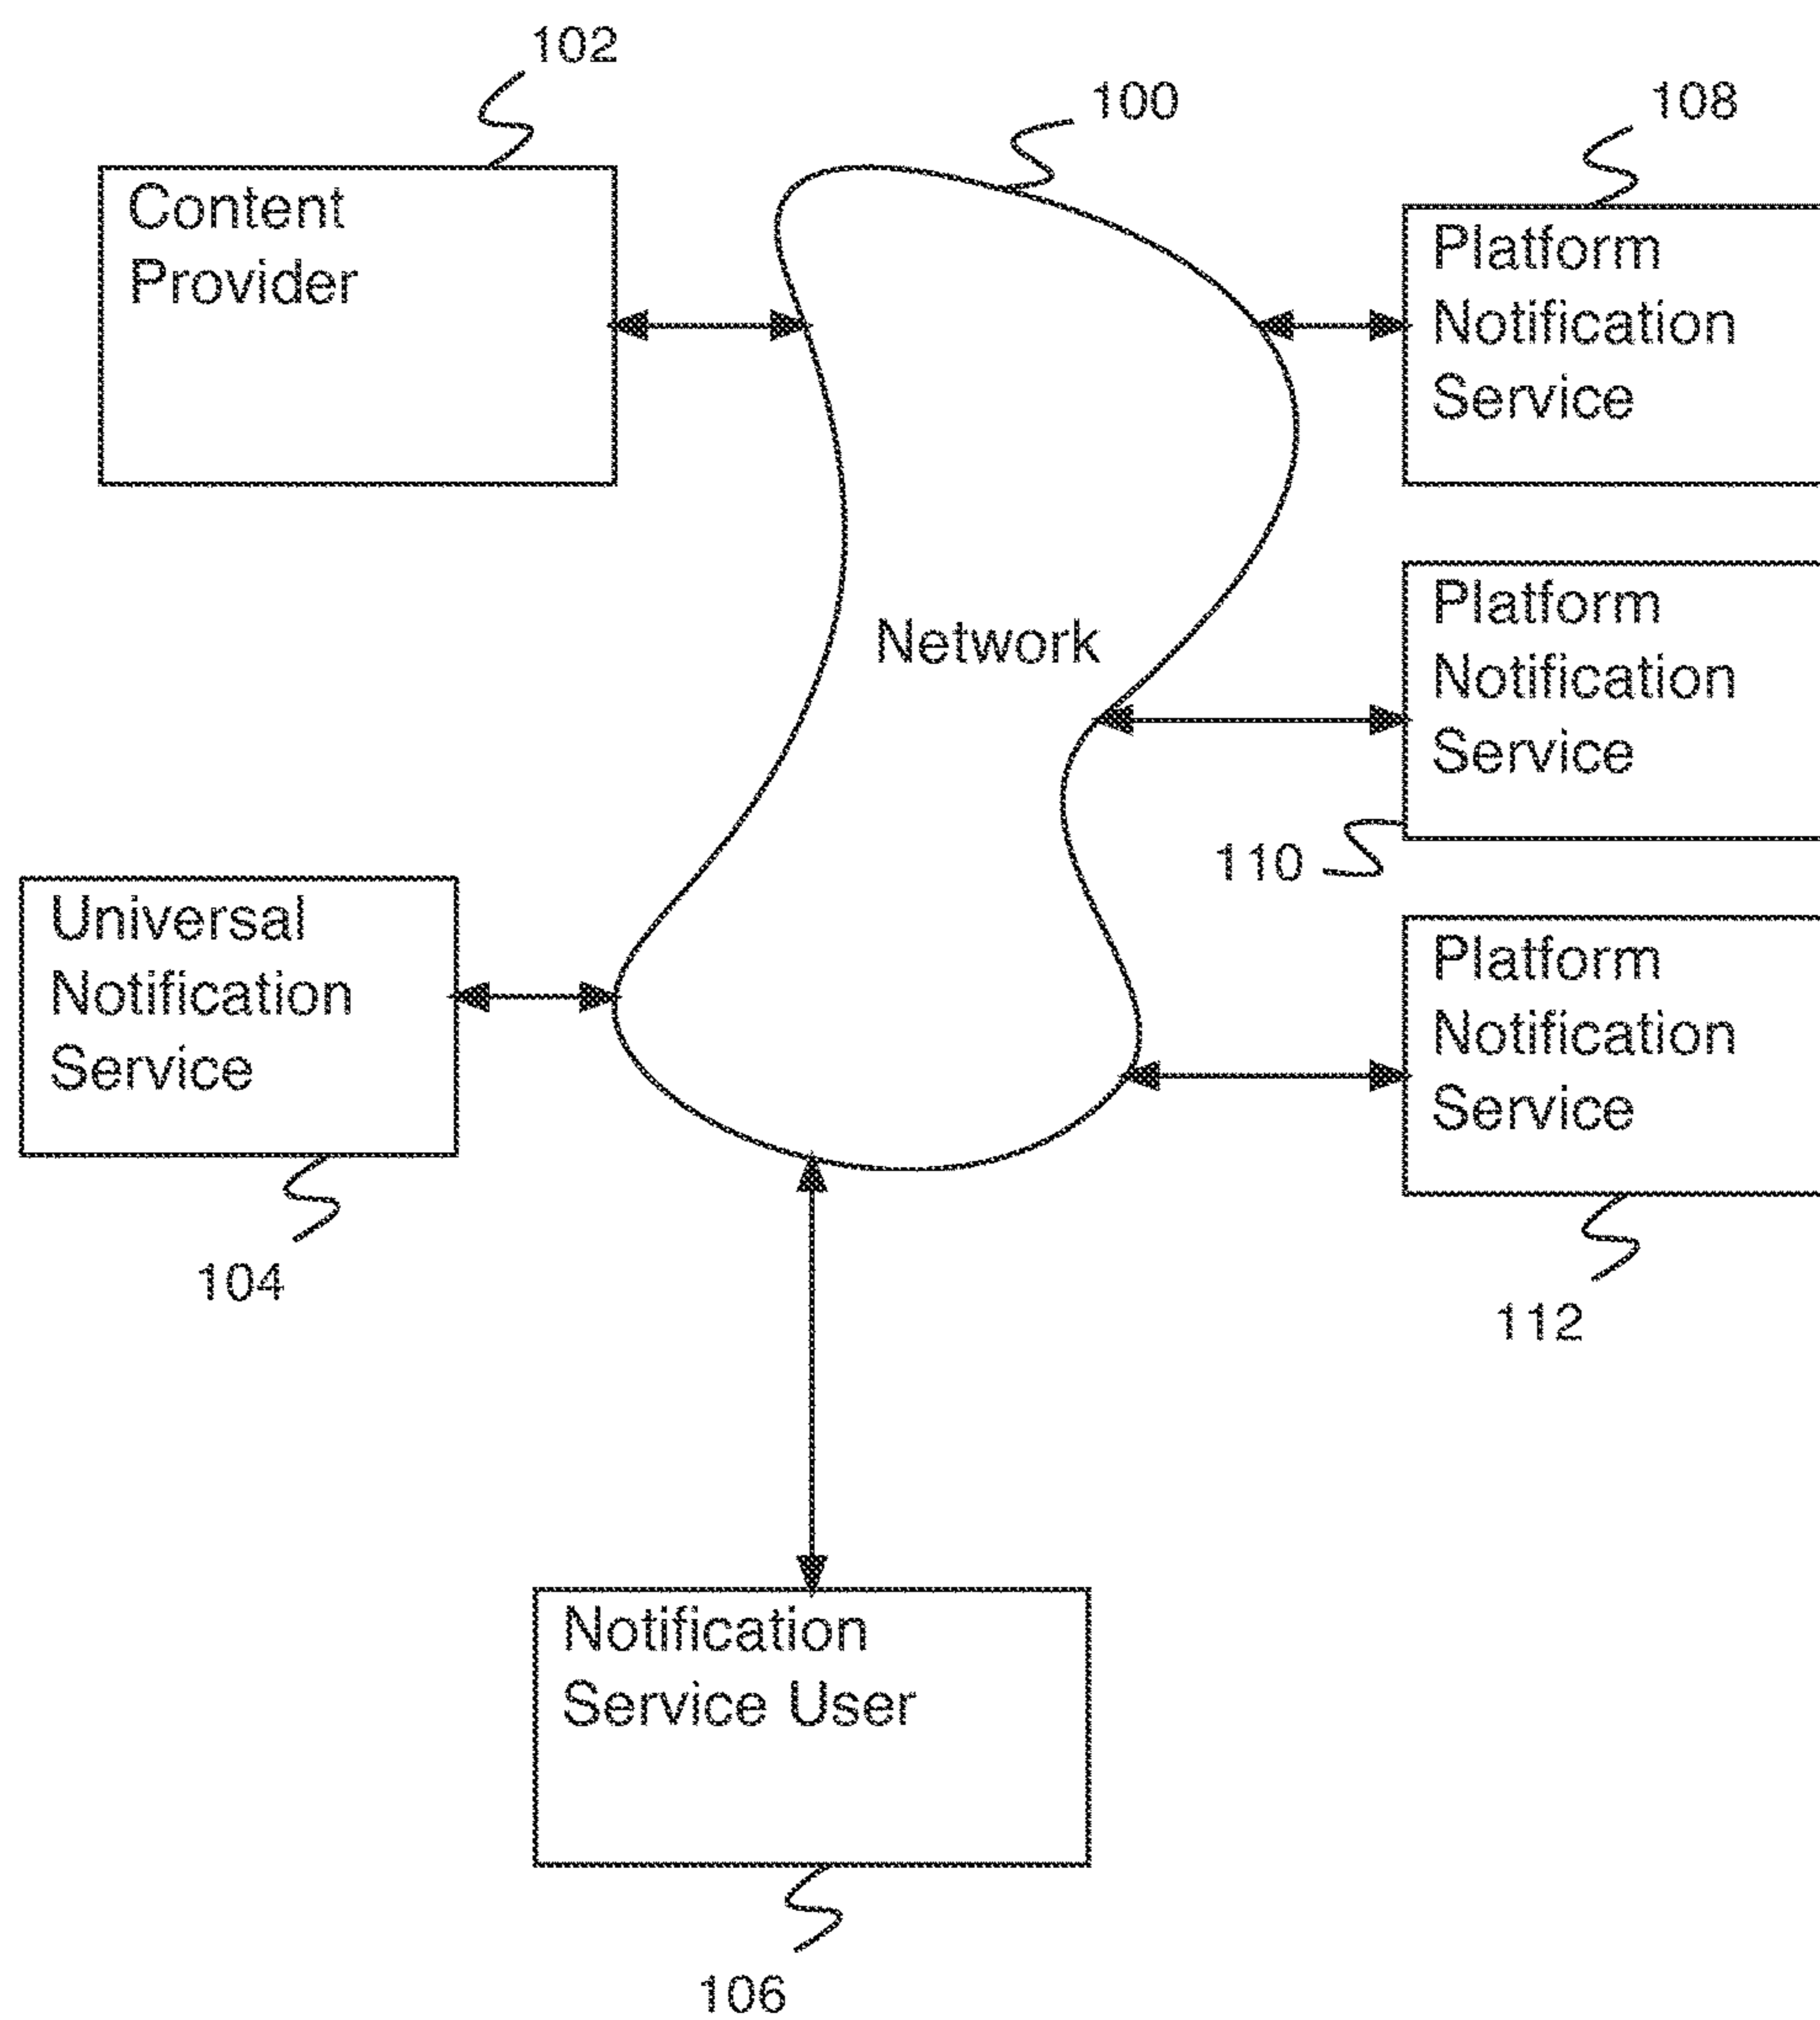 102
100
108
Content
Provider
Platform
Notification
Service
Network
Platform
Notification
Service
110
Universal
Notification
Service
Platform
Notification
Service
104
112
Notification
Service User
106